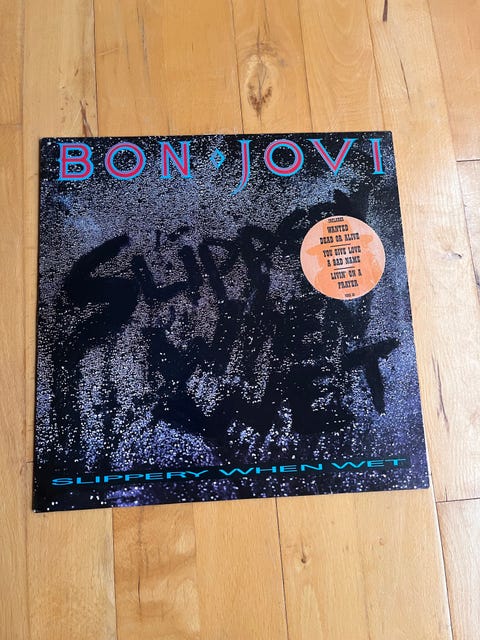 BON JOVI
SLIPPERY
WHEN
WET
INCLUDES
WANTED
DEAD OR ALIVE
YOU GIVE LOVE
A BAD NAME
LIVIN' ON A
PRAYER
SLIPPERY WHEN WET